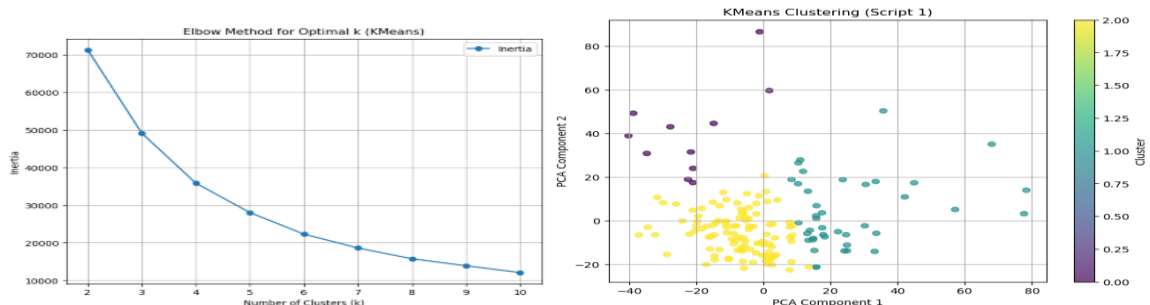 Elbow Method for Optimal k (KMeans)
Inertia
70000
60000
50000
40000
30000
20000
10000
Inertia
2 3 4 5 6 7 8 9 10
Number of Clusters (k)
KMeans Clustering (Script 1)
80
60
40
20
0
−20
PCA Component 2
−40 −20 0 20 40 60 80
PCA Component 1
2.00
1.75
1.50
1.25
1.00
0.75
0.50
0.25
0.00
Cluster